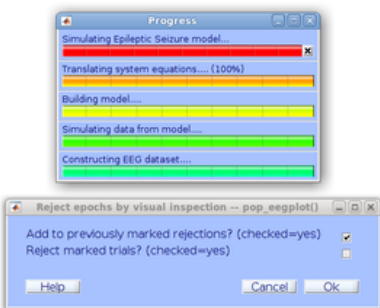 Progress
Simulating Epileptic Seizure model...
Translating system equations.... (100%)
Building model....
Simulating data from model....
Constructing EEG dataset....
Reject epochs by visual inspection -- pop_eegplot()
Add to previously marked rejections? (checked=yes)
Reject marked trials? (checked=yes)
Help Cancel Ok